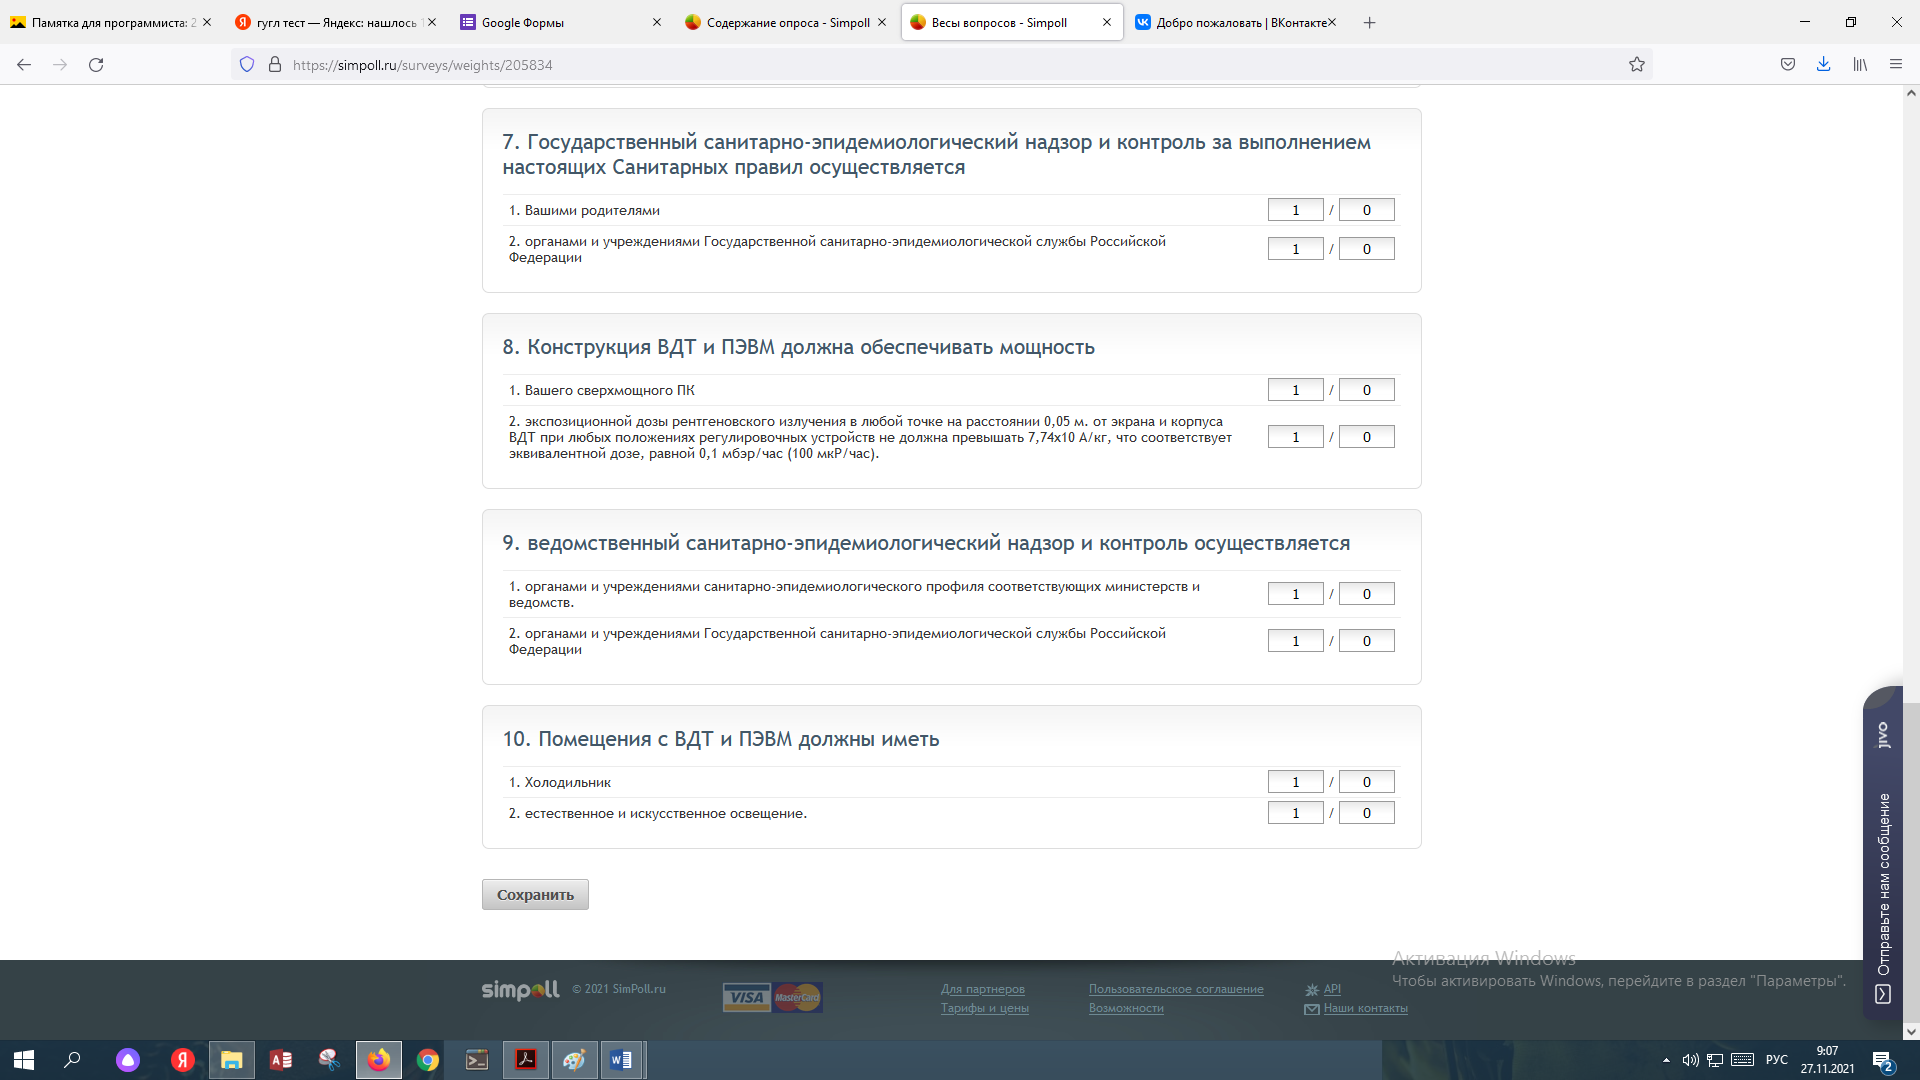 Памятка для программиста: 2
гугл тест — Яндекс: нашлось 1
Google Формы
Содержание опроса - Simpoll
Весы вопросов - Simpoll
Добро пожаловать | ВКонтакте
https://simpoll.ru/surveys/weights/205834
7. Государственный санитарно-эпидемиологический надзор и контроль за выполнением
настоящих Санитарных правил осуществляется
1. Вашими родителями
1 / 0
2. органами и учреждениями Государственной санитарно-эпидемиологической службы Российской
Федерации
1 / 0
8. Конструкция ВДТ и ПЭВМ должна обеспечивать мощность
1. Вашего сверхмощного ПК
1 / 0
2. экспозиционной дозы рентгеновского излучения в любой точке на расстоянии 0,05 м. от экрана и корпуса
ВДТ при любых положениях регулировочных устройств не должна превышать 7,74х10 А/кг, что соответствует
эквивалентной дозе, равной 0,1 мбэр/час (100 мкР/час).
1 / 0
9. ведомственный санитарно-эпидемиологический надзор и контроль осуществляется
1. органами и учреждениями санитарно-эпидемиологического профиля соответствующих министерств и
ведомств.
1 / 0
2. органами и учреждениями Государственной санитарно-эпидемиологической службы Российской
Федерации
1 / 0
10. Помещения с ВДТ и ПЭВМ должны иметь
1. Холодильник
1 / 0
2. естественное и искусственное освещение.
1 / 0
Сохранить
jivo
Отправьте нам сообщение
Активация Windows
Чтобы активировать Windows, перейдите в раздел "Параметры".
simpoll
© 2021 SimPoll.ru
VISA
MasterCard
Для партнеров
Тарифы и цены
Пользовательское соглашение
Возможности
API
Наши контакты
РУС
9:07
27.11.2021
2